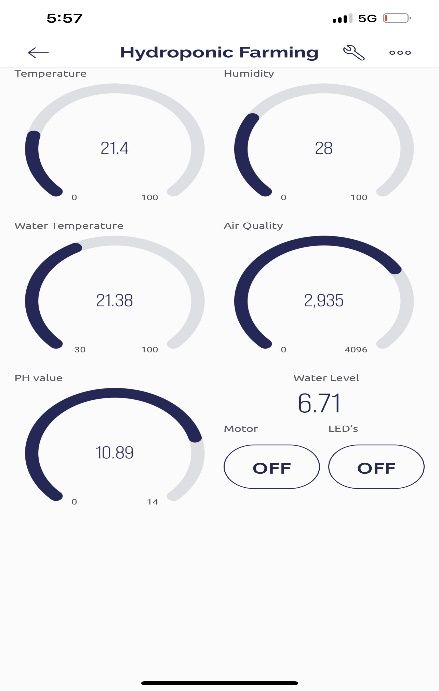 5:57 5G
Hydroponic Farming
Temperature Humidity
21.4 28
0 100 0 100
Water Temperature Air Quality
21.38 2,935
-30 100 0 4096
PH value Water Level
6.71
Motor LED's
10.89 OFF OFF
0 14